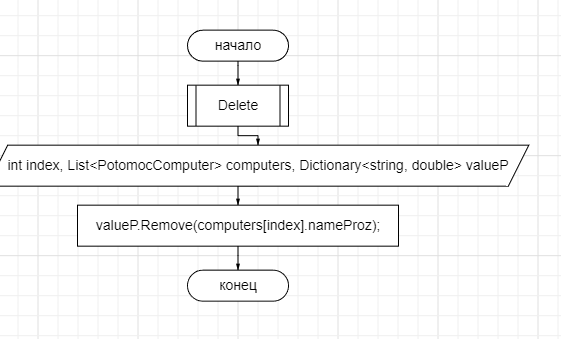 начало
Delete
int index, List<PotomocComputer> computers, Dictionary<string, double> valueP
valueP.Remove(computers[index].nameProz);
конец